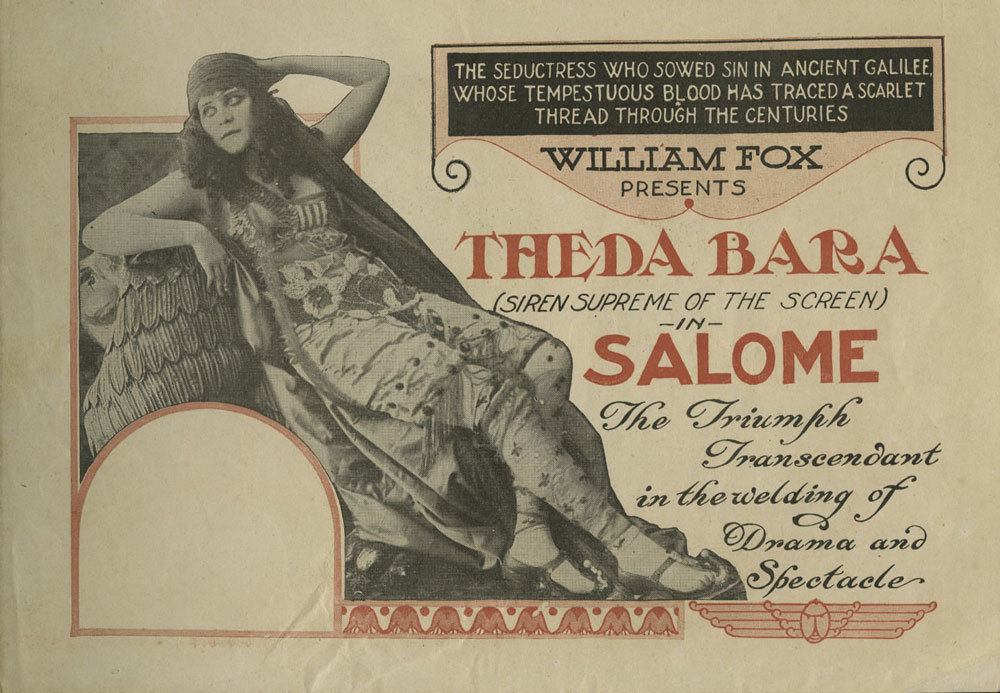 THE SEDUCTRESS WHO SOWED SIN IN ANCIENT GALILEE,
WHOSE TEMPESTUOUS BLOOD HAS TRACED A SCARLET
THREAD THROUGH THE CENTURIES
WILLIAM FOX
PRESENTS
THEDA BARA
(SIREN SUPREME OF THE SCREEN)
-IN-
SALOME
The Triumph
Transcendant
in the welding of
Drama and
Spectacle